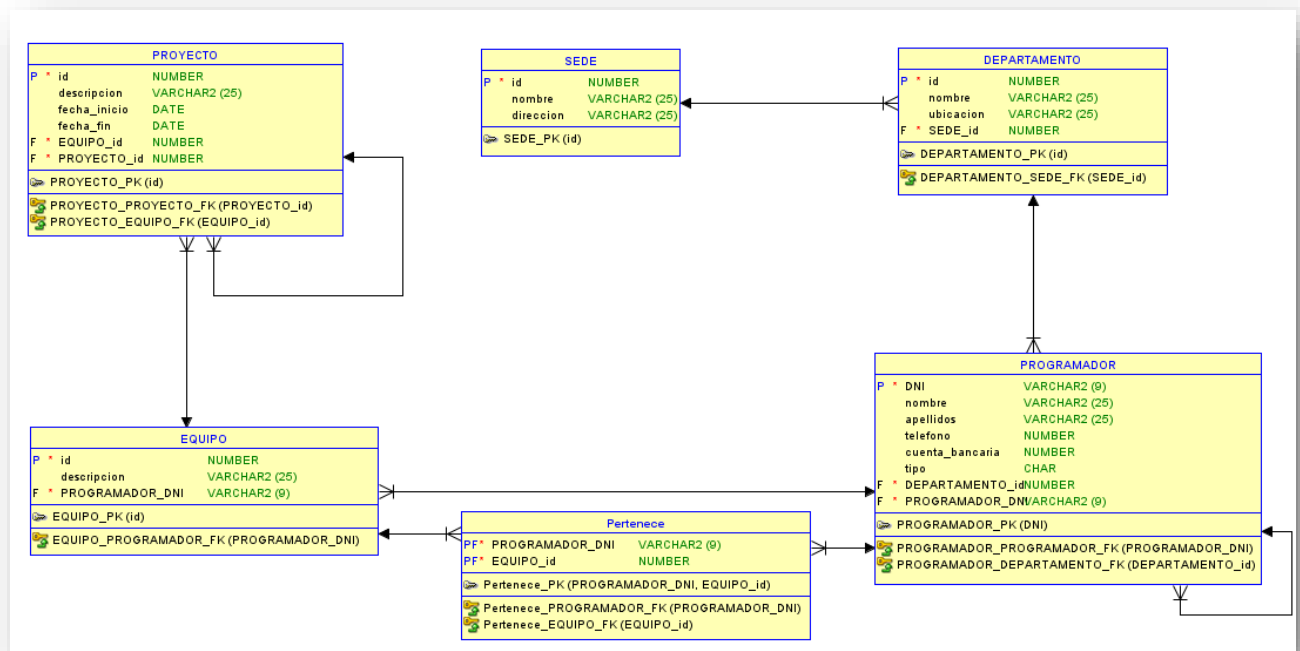 PROYECTO
P * id NUMBER
descripcion VARCHAR2 (25)
fecha_inicio DATE
fecha_fin DATE
F * EQUIPO_id NUMBER
F * PROYECTO_id NUMBER
PROYECTO_PK (id)
PROYECTO_PROYECTO_FK (PROYECTO_id)
PROYECTO_EQUIPO_FK (EQUIPO_id)
SEDE
P * id NUMBER
nombre VARCHAR2 (25)
direccion VARCHAR2 (25)
SEDE_PK (id)
DEPARTAMENTO
P * id NUMBER
nombre VARCHAR2 (25)
ubicacion VARCHAR2 (25)
F * SEDE_id NUMBER
DEPARTAMENTO_PK (id)
DEPARTAMENTO_SEDE_FK (SEDE_id)
EQUIPO
P * id NUMBER
descripcion VARCHAR2 (25)
F * PROGRAMADOR_DNI VARCHAR2 (9)
EQUIPO_PK (id)
EQUIPO_PROGRAMADOR_FK (PROGRAMADOR_DNI)
Pertenece
PF* PROGRAMADOR_DNI VARCHAR2 (9)
PF* EQUIPO_id NUMBER
Pertenece_PK (PROGRAMADOR_DNI, EQUIPO_id)
Pertenece_PROGRAMADOR_FK (PROGRAMADOR_DNI)
Pertenece_EQUIPO_FK (EQUIPO_id)
PROGRAMADOR
P * DNI VARCHAR2 (9)
nombre VARCHAR2 (25)
apellidos VARCHAR2 (25)
telefono NUMBER
cuenta_bancaria NUMBER
tipo CHAR
F * DEPARTAMENTO_id NUMBER
F * PROGRAMADOR_DNI VARCHAR2 (9)
PROGRAMADOR_PK (DNI)
PROGRAMADOR_PROGRAMADOR_FK (PROGRAMADOR_DNI)
PROGRAMADOR_DEPARTAMENTO_FK (DEPARTAMENTO_id)